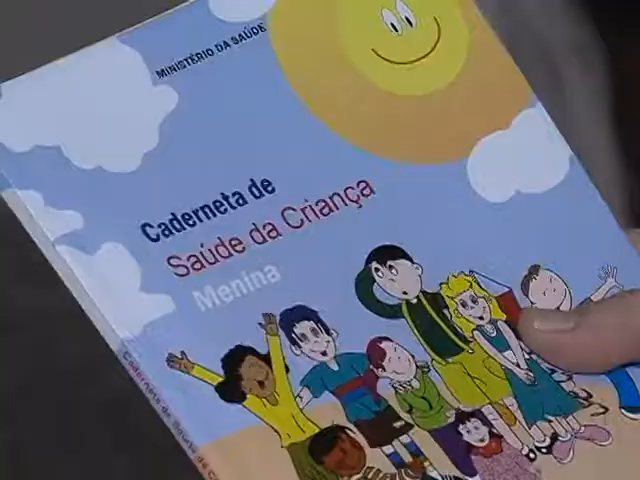 MINISTÉRIO DA SAÚDE
Caderneta de
Saúde da Criança
Menina
Caderneta de Saúde da